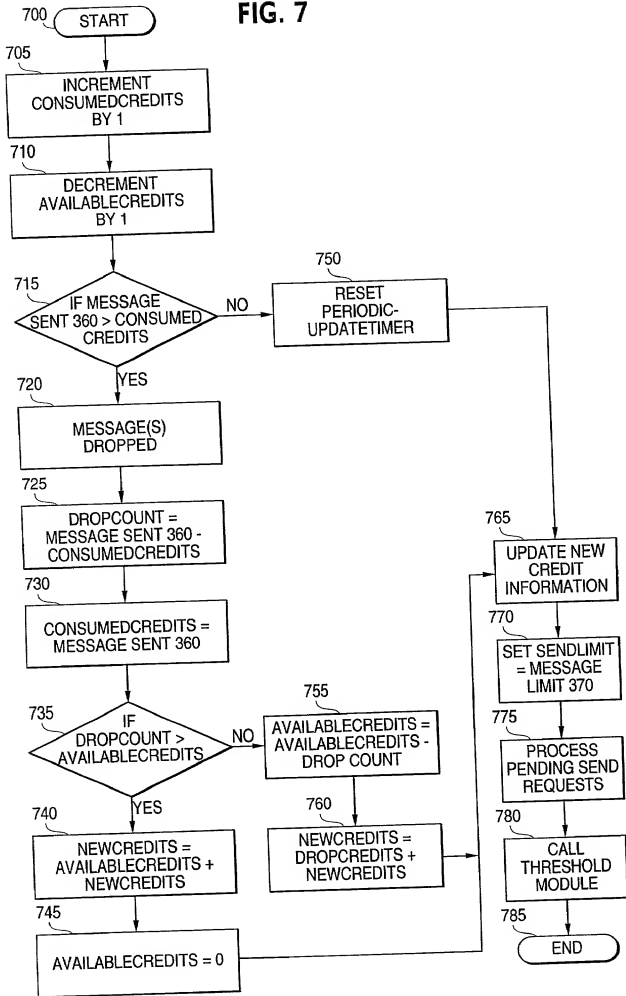 FIG. 7
700
START
705
INCREMENT
CONSUMEDCREDITS
BY 1
710
DECREMENT
AVAILABLECREDITS
BY 1
715
IF MESSAGE
SENT 360 > CONSUMED
CREDITS
NO
YES
750
RESET
PERIODIC-
UPDATETIMER
720
MESSAGE(S)
DROPPED
725
DROPCOUNT =
MESSAGE SENT 360 -
CONSUMEDCREDITS
730
CONSUMEDCREDITS =
MESSAGE SENT 360
735
IF
DROPCOUNT >
AVAILABLECREDITS
NO
YES
755
AVAILABLECREDITS =
AVAILABLECREDITS -
DROP COUNT
760
NEWCREDITS =
DROPCREDITS +
NEWCREDITS
740
NEWCREDITS =
AVAILABLECREDITS +
NEWCREDITS
745
AVAILABLECREDITS = 0
765
UPDATE NEW
CREDIT
INFORMATION
770
SET SENDLIMIT
= MESSAGE
LIMIT 370
775
PROCESS
PENDING SEND
REQUESTS
780
CALL
THRESHOLD
MODULE
785
END